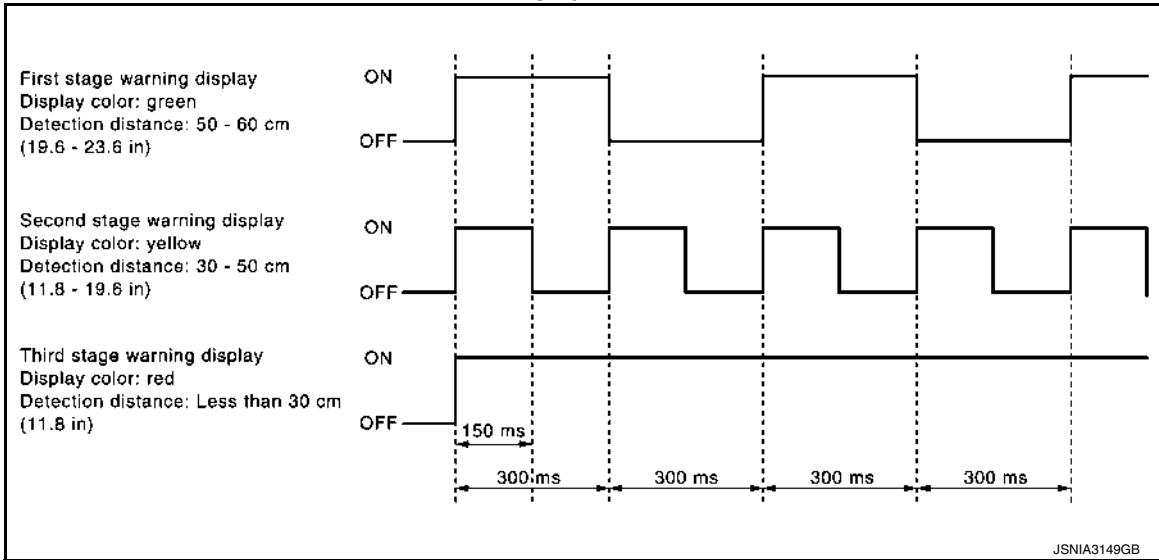 First stage warning display
Display color: green
Detection distance: 50 - 60 cm
(19.6 - 23.6 in)
ON
OFF
Second stage warning display
Display color: yellow
Detection distance: 30 - 50 cm
(11.8 - 19.6 in)
ON
OFF
Third stage warning display
Display color: red
Detection distance: Less than 30 cm
(11.8 in)
ON
OFF
150 ms
300 ms
300 ms
300 ms
300 ms
JSNIA3149GB